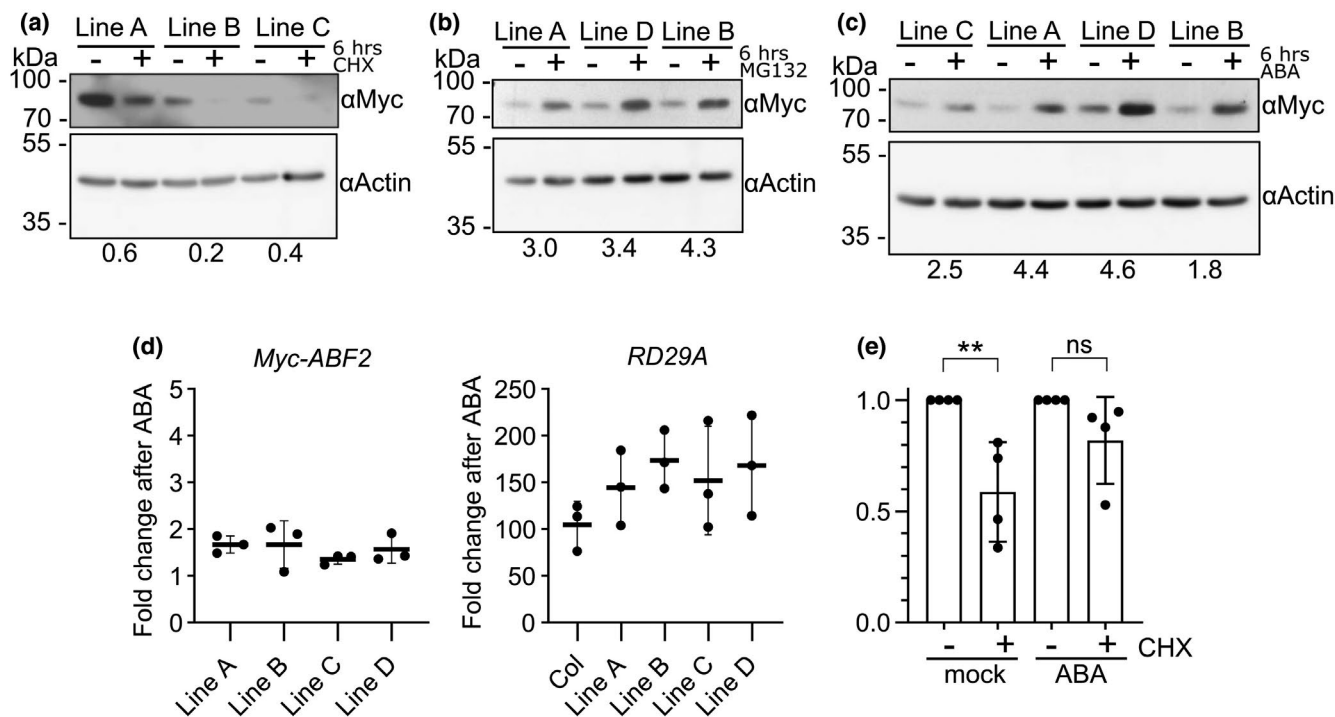 (a)
Line A Line B Line C
kDa - + - + - + 6 hrs CHX
100 -
70 -
αMyc
55 -
35 -
αActin
0.6 0.2 0.4
(b)
Line A Line D Line B
kDa - + - + - + 6 hrs MG132
100 -
70 -
αMyc
55 -
35 -
αActin
3.0 3.4 4.3
(c)
Line C Line A Line D Line B
kDa - + - + - + - + 6 hrs ABA
100 -
70 -
αMyc
55 -
35 -
αActin
2.5 4.4 4.6 1.8
(d)
Myc-ABF2
Fold change after ABA
5
4
3
2
1
0
Line A Line B Line C Line D
RD29A
Fold change after ABA
250
200
150
100
50
0
Col Line A Line B Line C Line D
(e)
** ns
1.0
0.5
0.0
- + - + CHX
mock ABA